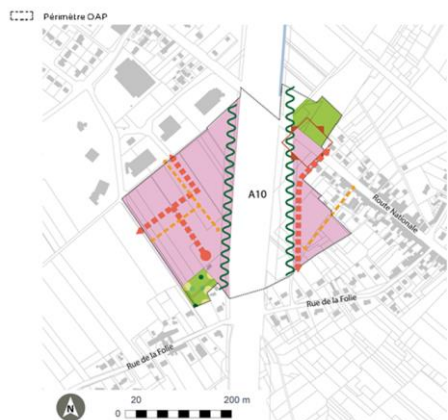 Périmètre OAP
A10
Route Nationale
Rue de la Folie
Rue de la Folie
N
20
0
200 m